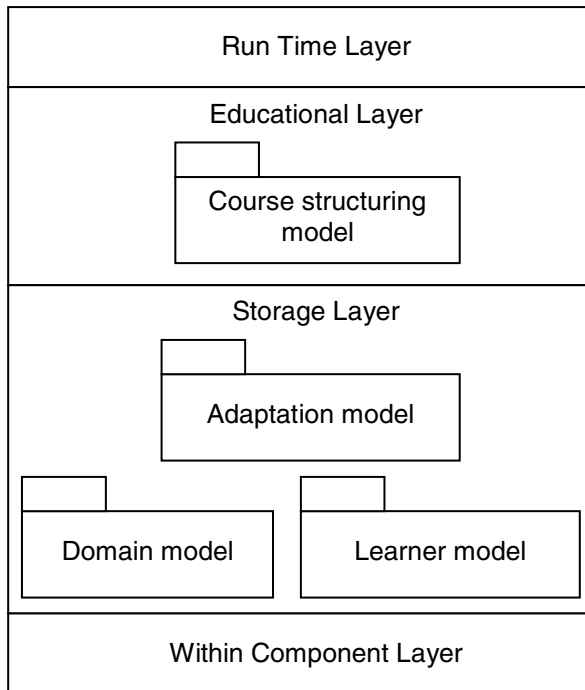 Run Time Layer
Educational Layer
Course structuring
model
Storage Layer
Adaptation model
Domain model
Learner model
Within Component Layer